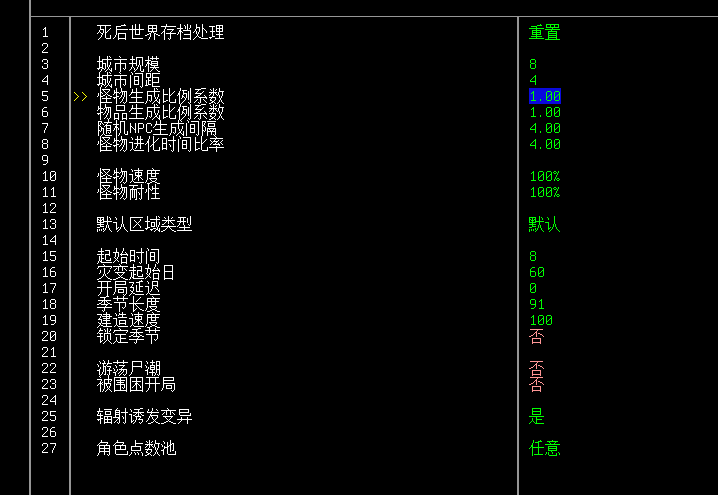 1 死后世界存档处理 重置
2
3 城市规模 8
4 城市间距 4
5 >> 怪物生成比例系数 1.00
6 物品生成比例系数 1.00
7 随机NPC生成间隔 4.00
8 怪物进化时间比率 4.00
9
10 怪物速度 100%
11 怪物耐性 100%
12
13 默认区域类型 默认
14
15 起始时间 8
16 灾变起始日 60
17 开局延迟 0
18 季节长度 91
19 建造速度 100
20 锁定季节 否
21
22 游荡尸潮 否
23 被围困开局 否
24
25 辐射诱发变异 是
26
27 角色点数池 任意